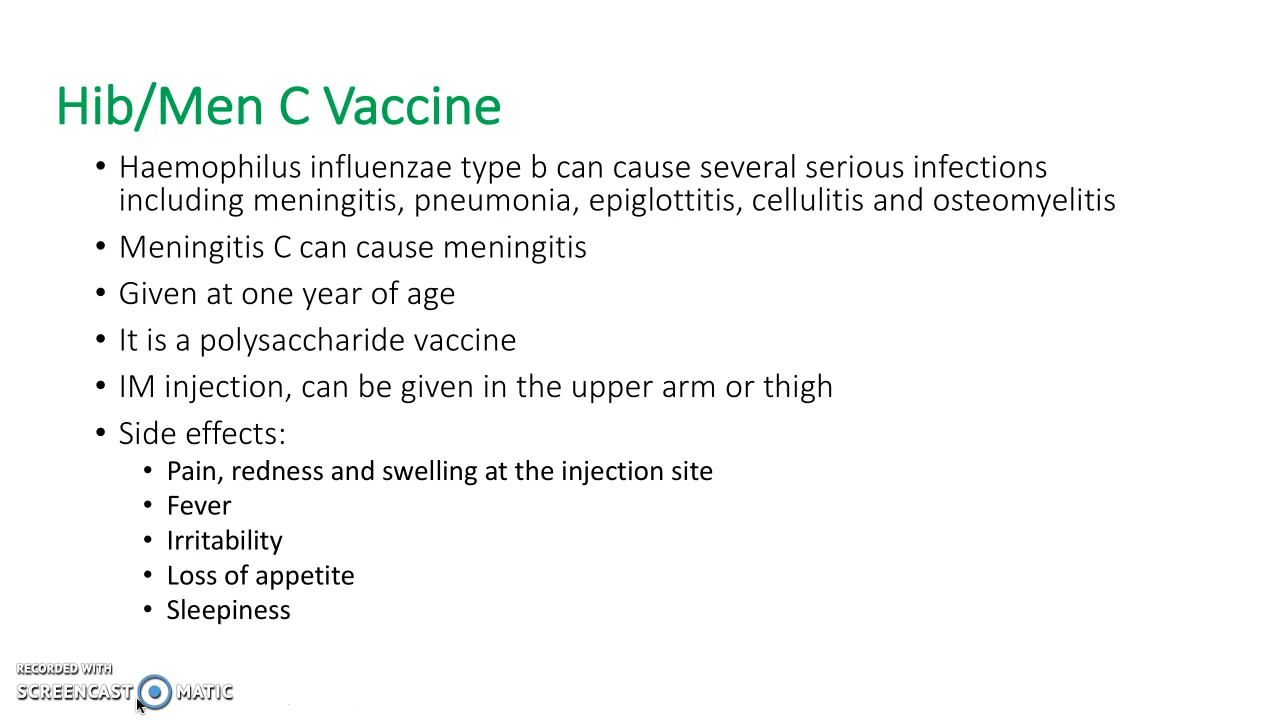 Hib/Men C Vaccine
• Haemophilus influenzae type b can cause several serious infections
including meningitis, pneumonia, epiglottitis, cellulitis and osteomyelitis
• Meningitis C can cause meningitis
• Given at one year of age
• It is a polysaccharide vaccine
• IM injection, can be given in the upper arm or thigh
• Side effects:
• Pain, redness and swelling at the injection site
• Fever
• Irritability
• Loss of appetite
• Sleepiness
RECORDED WITH
SCREENCAST MATIC